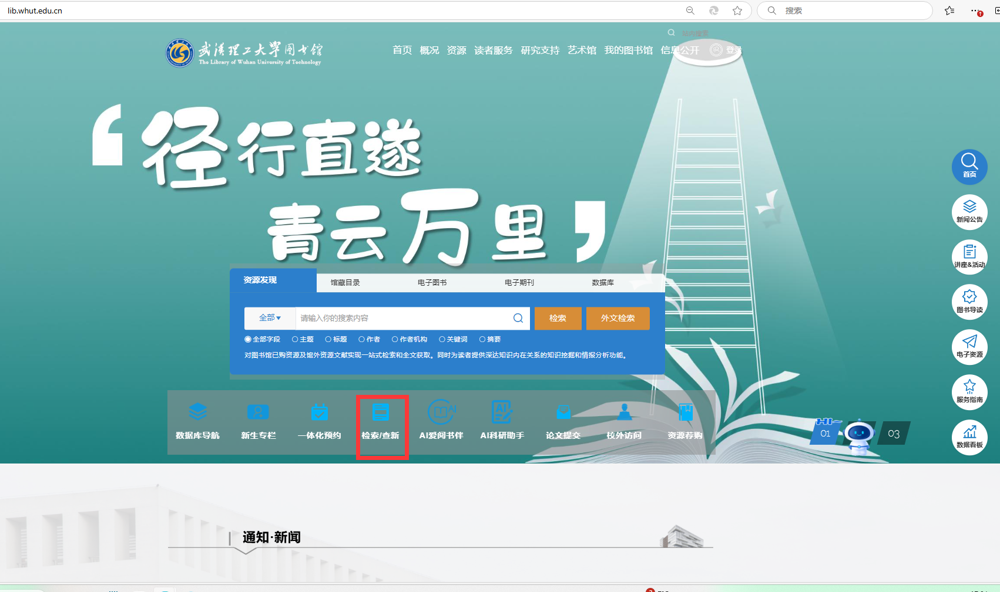 lib.whut.edu.cn
搜索
站内搜索
武汉理工大学图书馆
The Library of Wuhan University of Technology
首页 概况 资源 读者服务 研究支持 艺术馆 我的图书馆 信息公开 登录
‘径行直遂
青云万里’
首页
新闻公告
讲座&活动
图书导读
电子资源
服务指南
数据看板
资源发现 馆藏目录 电子图书 电子期刊 数据库
全部▾ 请输入你的搜索内容 检索 外文检索
全部字段 主题 标题 作者 作者机构 关键词 摘要
对图书馆已购资源及馆外资源文献实现一站式检索和全文获取。同时为读者提供深达知识内在关系的知识挖掘和情报分析功能。
AI
AI
数据库导航 新生专栏 一体化预约 检索/查新 AI爱阅书伴 AI科研助手 论文提交 校外访问 资源荐购
HI~
01 03
通知·新闻